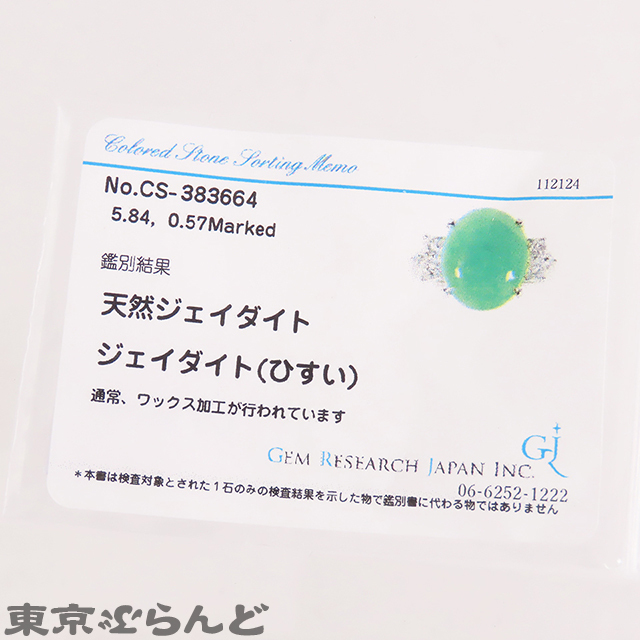 Colored Stone Sorting Memo
112124
No.CS-383664
5.84, 0.57Marked
鑑別結果
天然ジェイダイト
ジェイダイト(ひすい)
通常、ワックス加工が行われています
GJ
GEM RESEARCH JAPAN INC.
06-6252-1222
*本書は検査対象とされた1石のみの検査結果を示した物で鑑別書に代わる物ではありません
東京ぶらんど